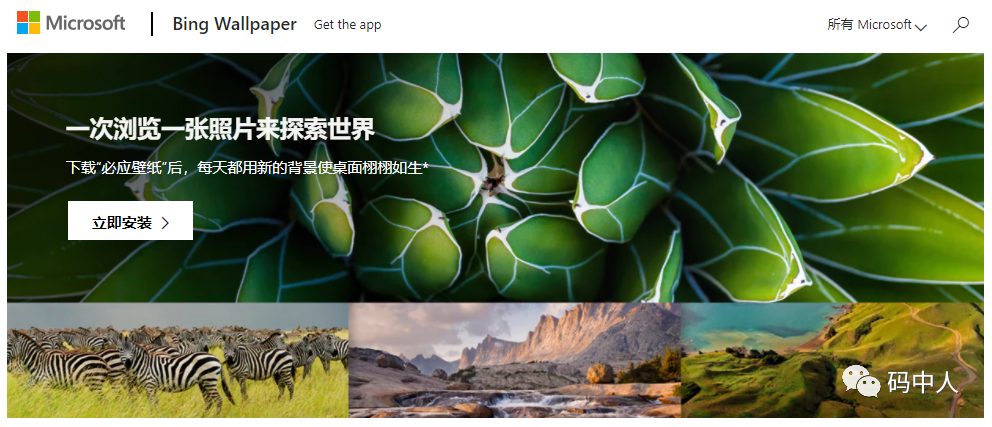 Microsoft
Bing Wallpaper
Get the app
所有 Microsoft
一次浏览一张照片来探索世界
下载"必应壁纸"后，每天都用新的背景使桌面栩栩如生*
立即安装
码中人